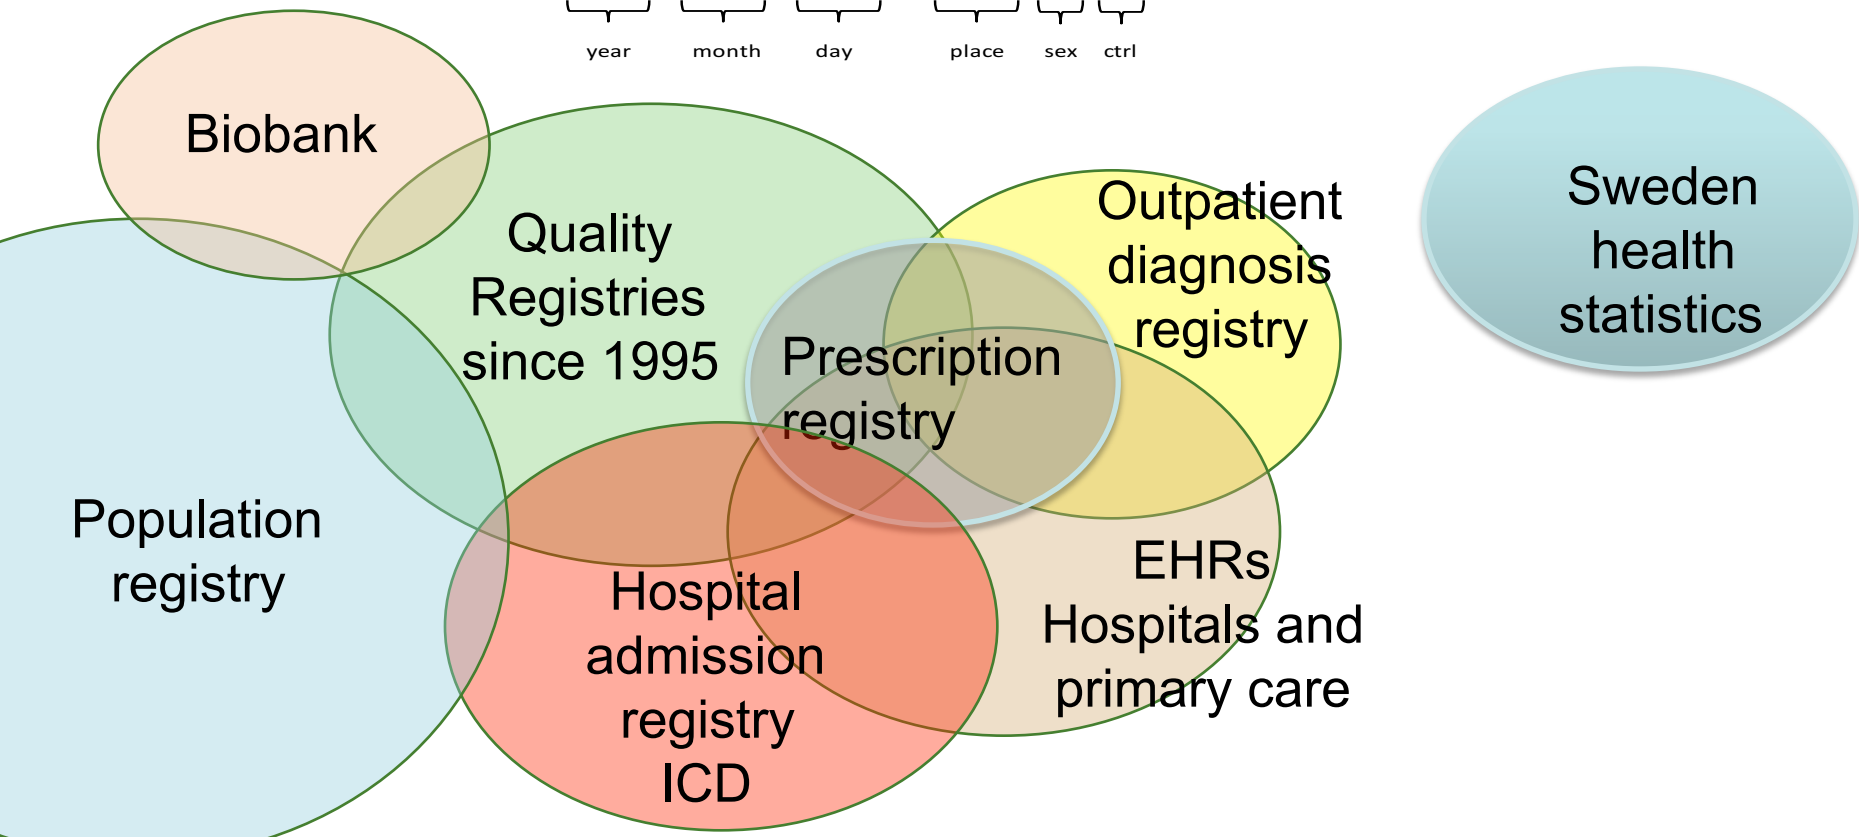 year month day place sex ctrl
Biobank
Quality
Registries
since 1995
Outpatient
diagnosis
registry
Sweden
health
statistics
Prescription
registry
Population
registry
Hospital
admission
registry
ICD
EHRs
Hospitals and
primary care